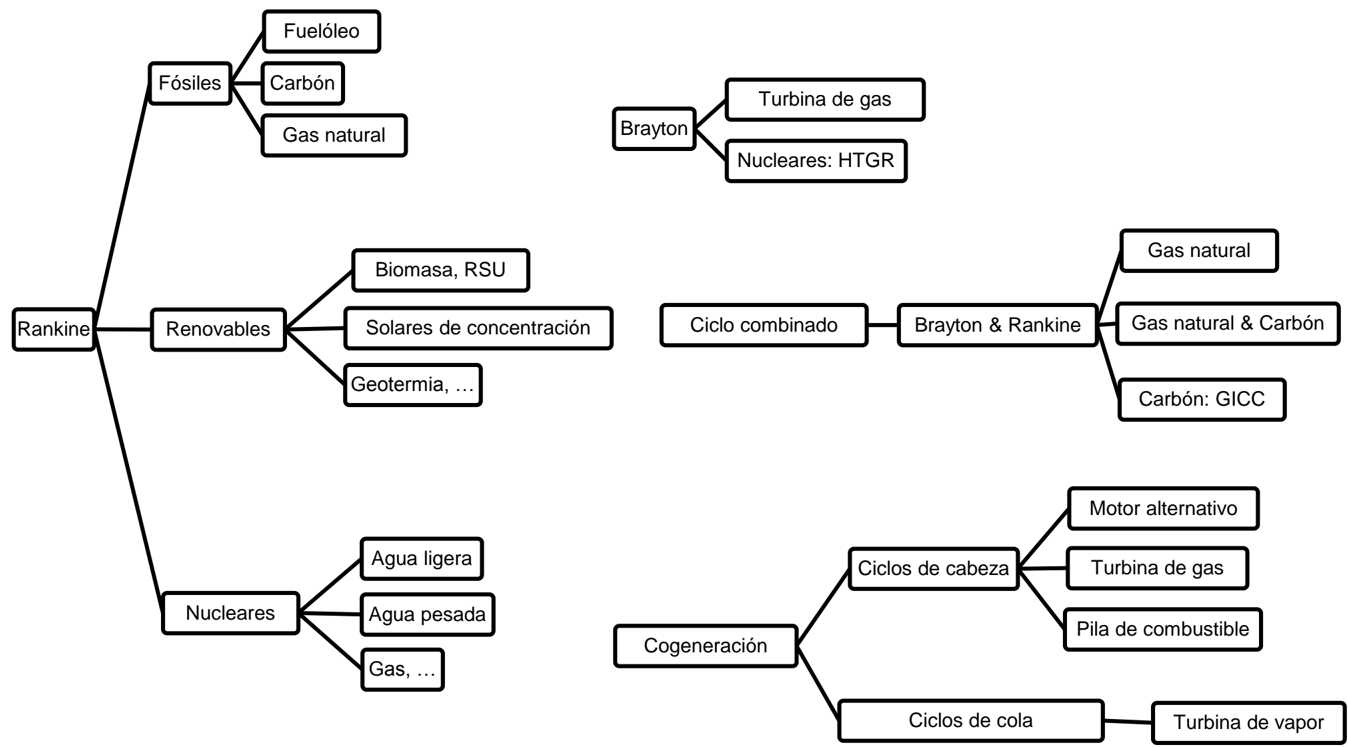 Rankine
Fósiles
Fuelóleo
Carbón
Gas natural
Renovables
Biomasa, RSU
Solares de concentración
Geotermia, …
Nucleares
Agua ligera
Agua pesada
Gas, …
Brayton
Turbina de gas
Nucleares: HTGR
Ciclo combinado
Brayton & Rankine
Gas natural
Gas natural & Carbón
Carbón: GICC
Cogeneración
Ciclos de cabeza
Motor alternativo
Turbina de gas
Pila de combustible
Ciclos de cola
Turbina de vapor